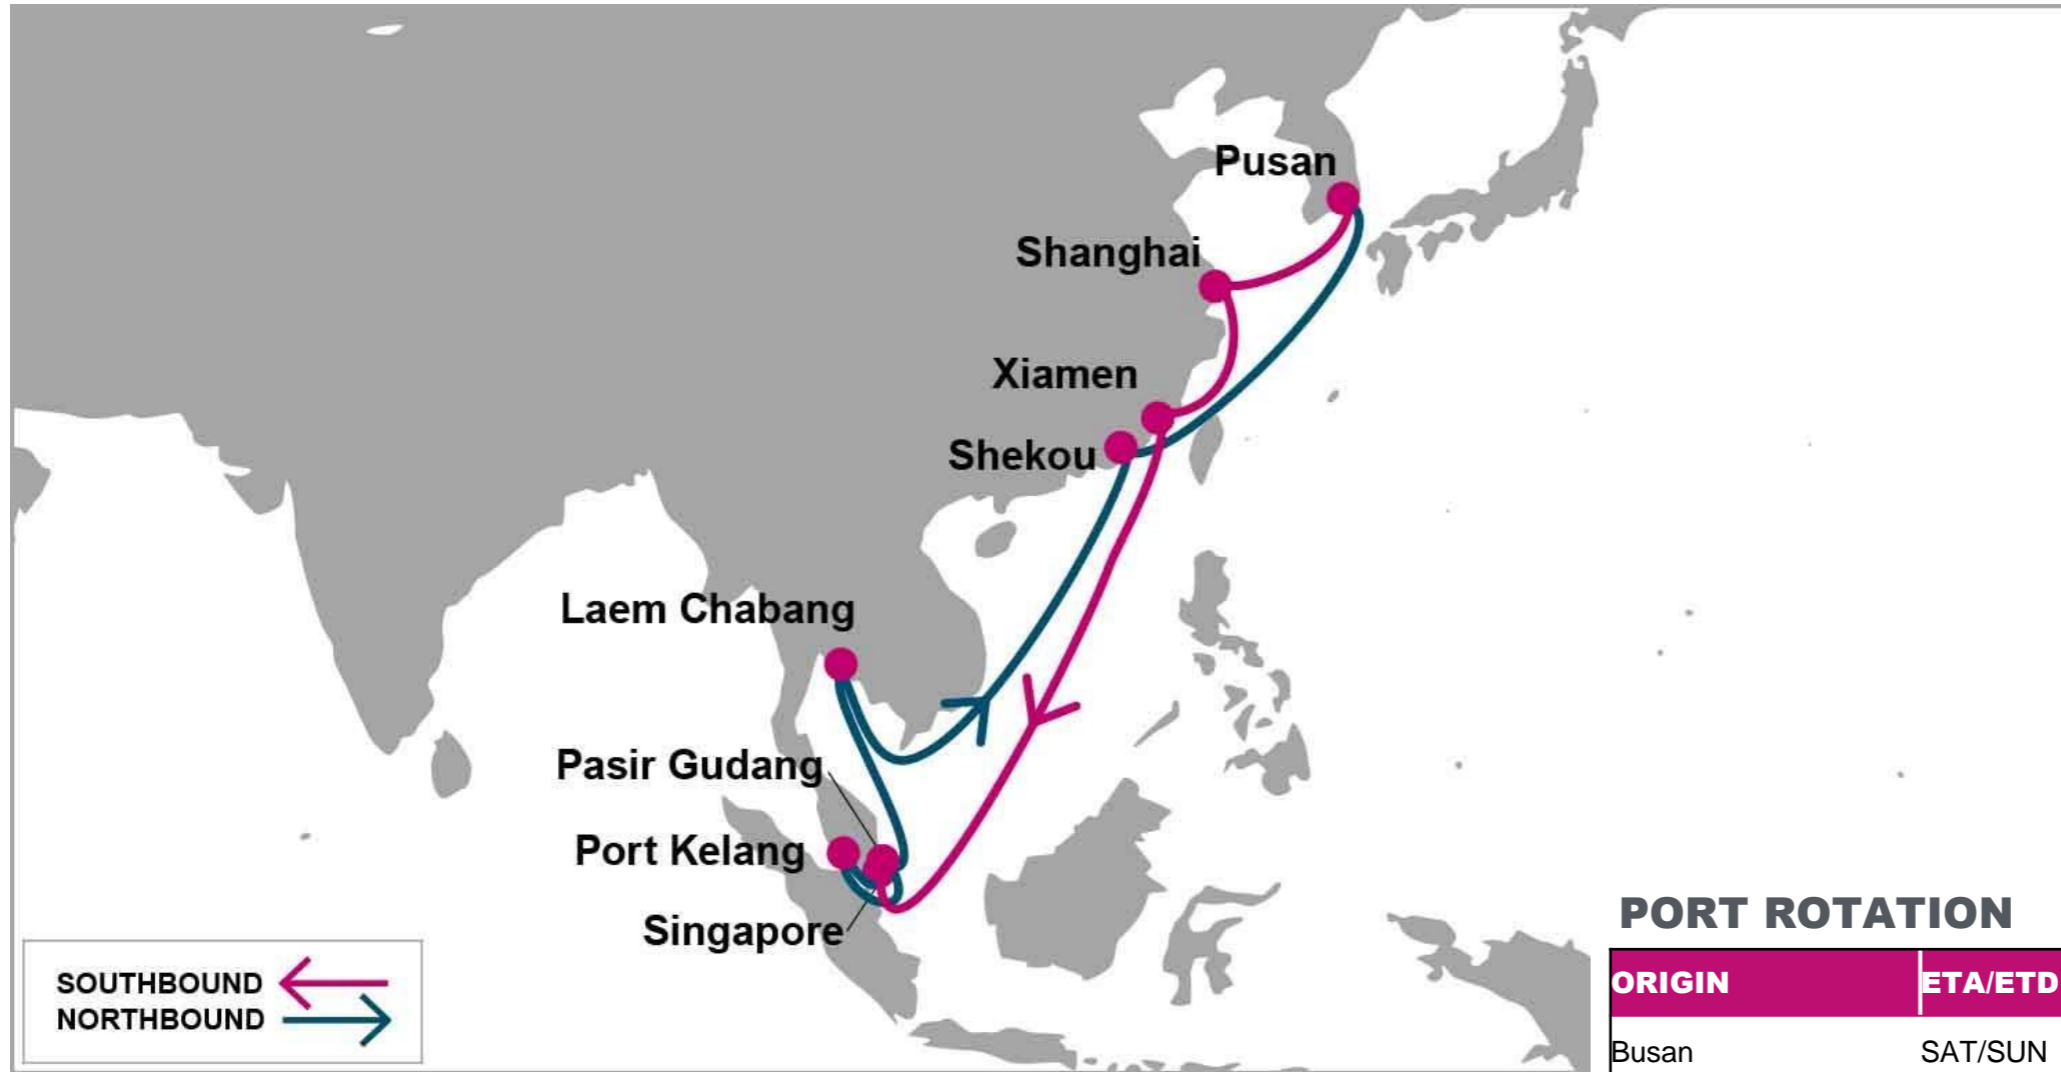 Pusan
Shanghai
Xiamen
Shekou
Laem Chabang
Pasir Gudang
Port Kelang
Singapore
SOUTHBOUND
NORTHBOUND
PORT ROTATION
ORIGIN ETA/ETD
Busan SAT/SUN